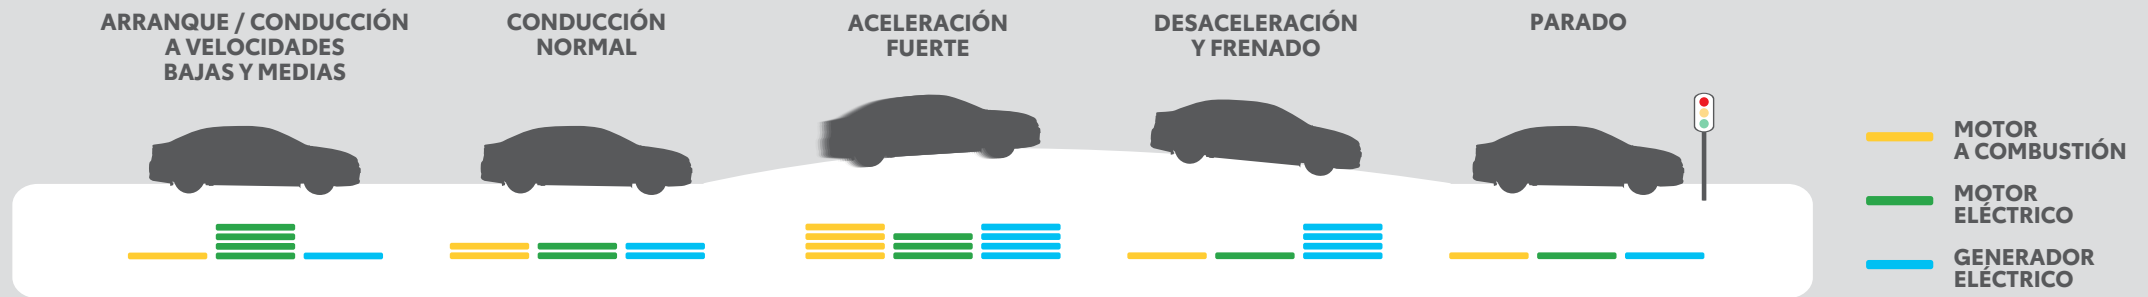 ARRANQUE / CONDUCCIÓN
A VELOCIDADES
BAJAS Y MEDIAS
CONDUCCIÓN
NORMAL
ACELERACIÓN
FUERTE
DESACELERACIÓN
Y FRENADO
PARADO
MOTOR
A COMBUSTIÓN
MOTOR
ELÉCTRICO
GENERADOR
ELÉCTRICO